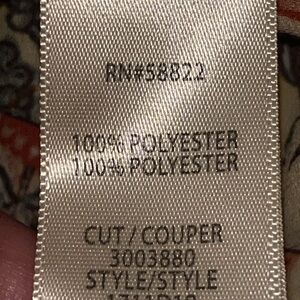 RN#58822
100% POLYESTER
100% POLYESTER
CUT / COUPER
3003880
STYLE/STYLE